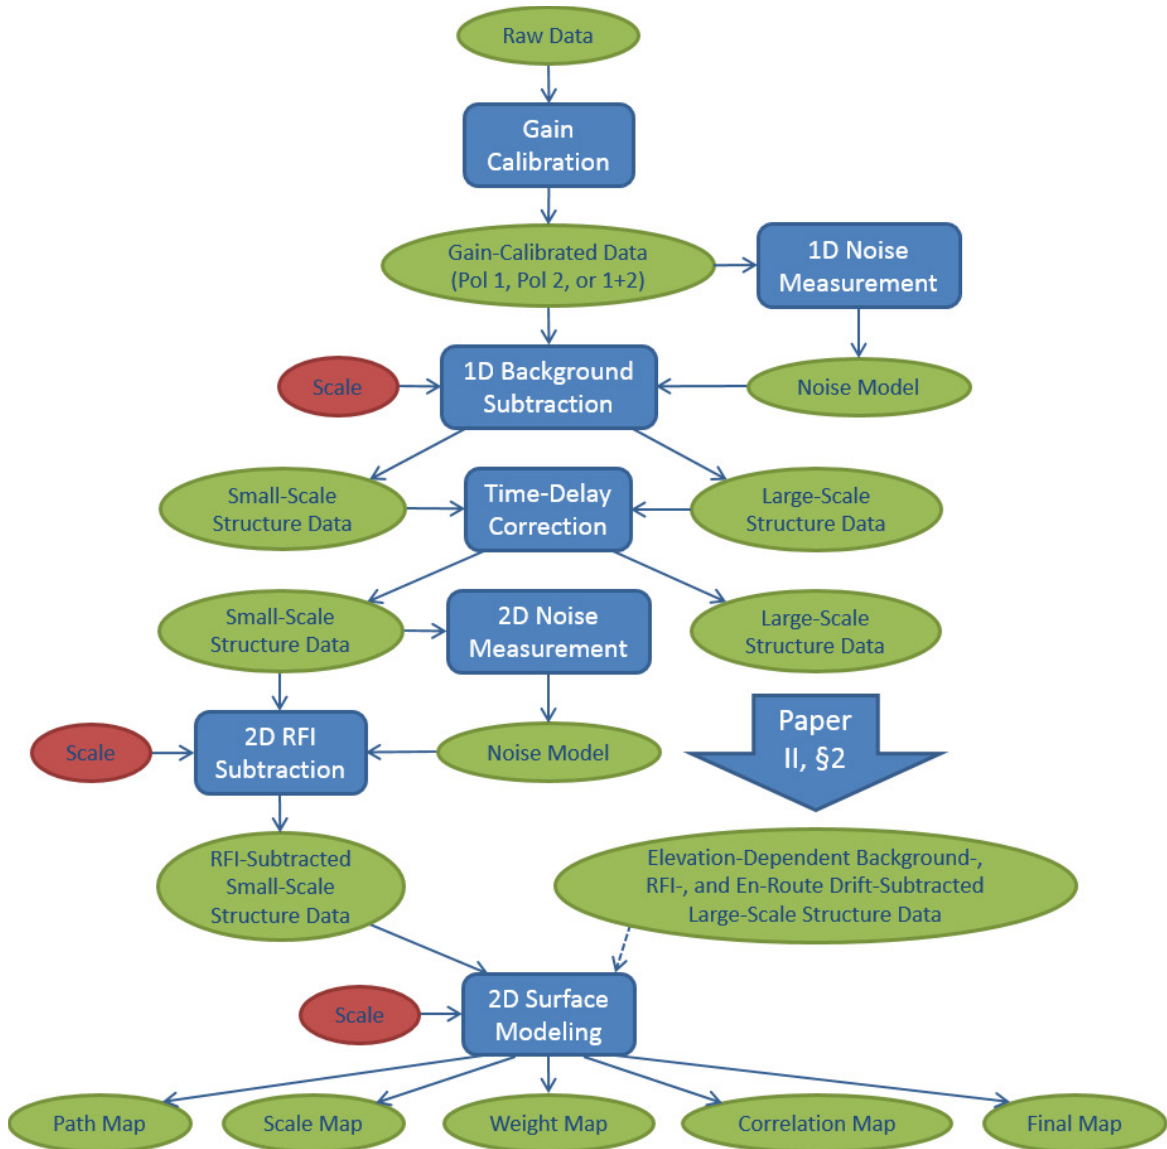 Raw Data
Gain
Calibration
Gain-Calibrated Data
(Pol 1, Pol 2, or 1+2)
1D Noise
Measurement
Scale
1D Background
Subtraction
Noise Model
Small-Scale
Structure Data
Time-Delay
Correction
Large-Scale
Structure Data
Small-Scale
Structure Data
2D Noise
Measurement
Large-Scale
Structure Data
Scale
2D RFI
Subtraction
Noise Model
Paper
II, §2
RFI-Subtracted
Small-Scale
Structure Data
Elevation-Dependent Background-,
RFI-, and En-Route Drift-Subtracted
Large-Scale Structure Data
Scale
2D Surface
Modeling
Path Map
Scale Map
Weight Map
Correlation Map
Final Map